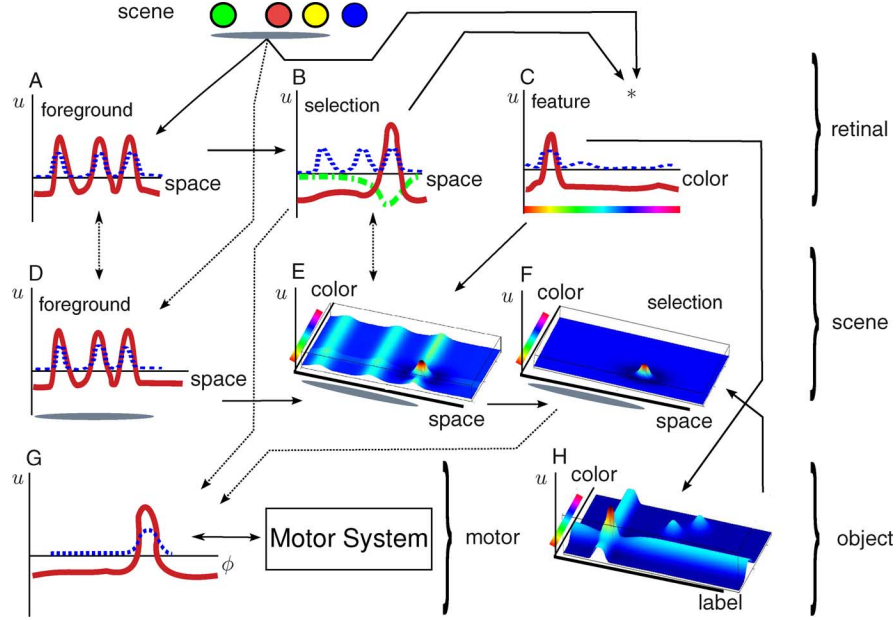 scene
A
B
C
u
foreground
u
selection
u
feature
*
retinal
space
space
color
D
E
F
u
foreground
u
color
u
color
selection
scene
space
space
space
G
H
u
u
color
Motor System
motor
object
ϕ
label